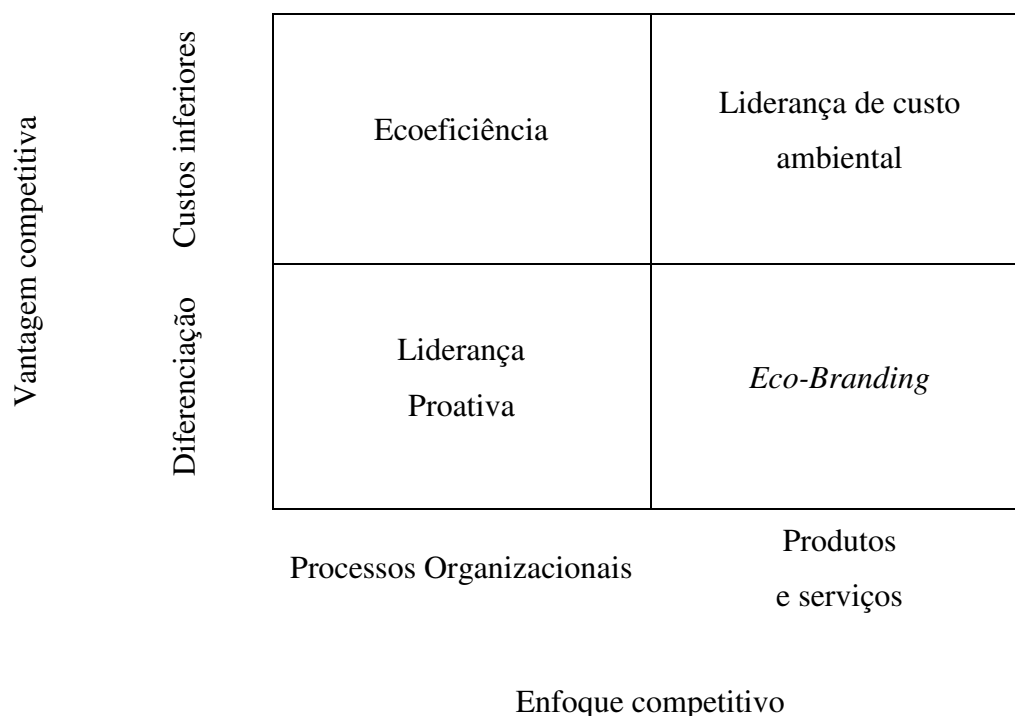 Vantagem competitiva
Custos inferiores
Ecoeficiência
Liderança de custo
ambiental
Diferenciação
Liderança
Proativa
Eco-Branding
Processos Organizacionais
Produtos
e serviços
Enfoque competitivo